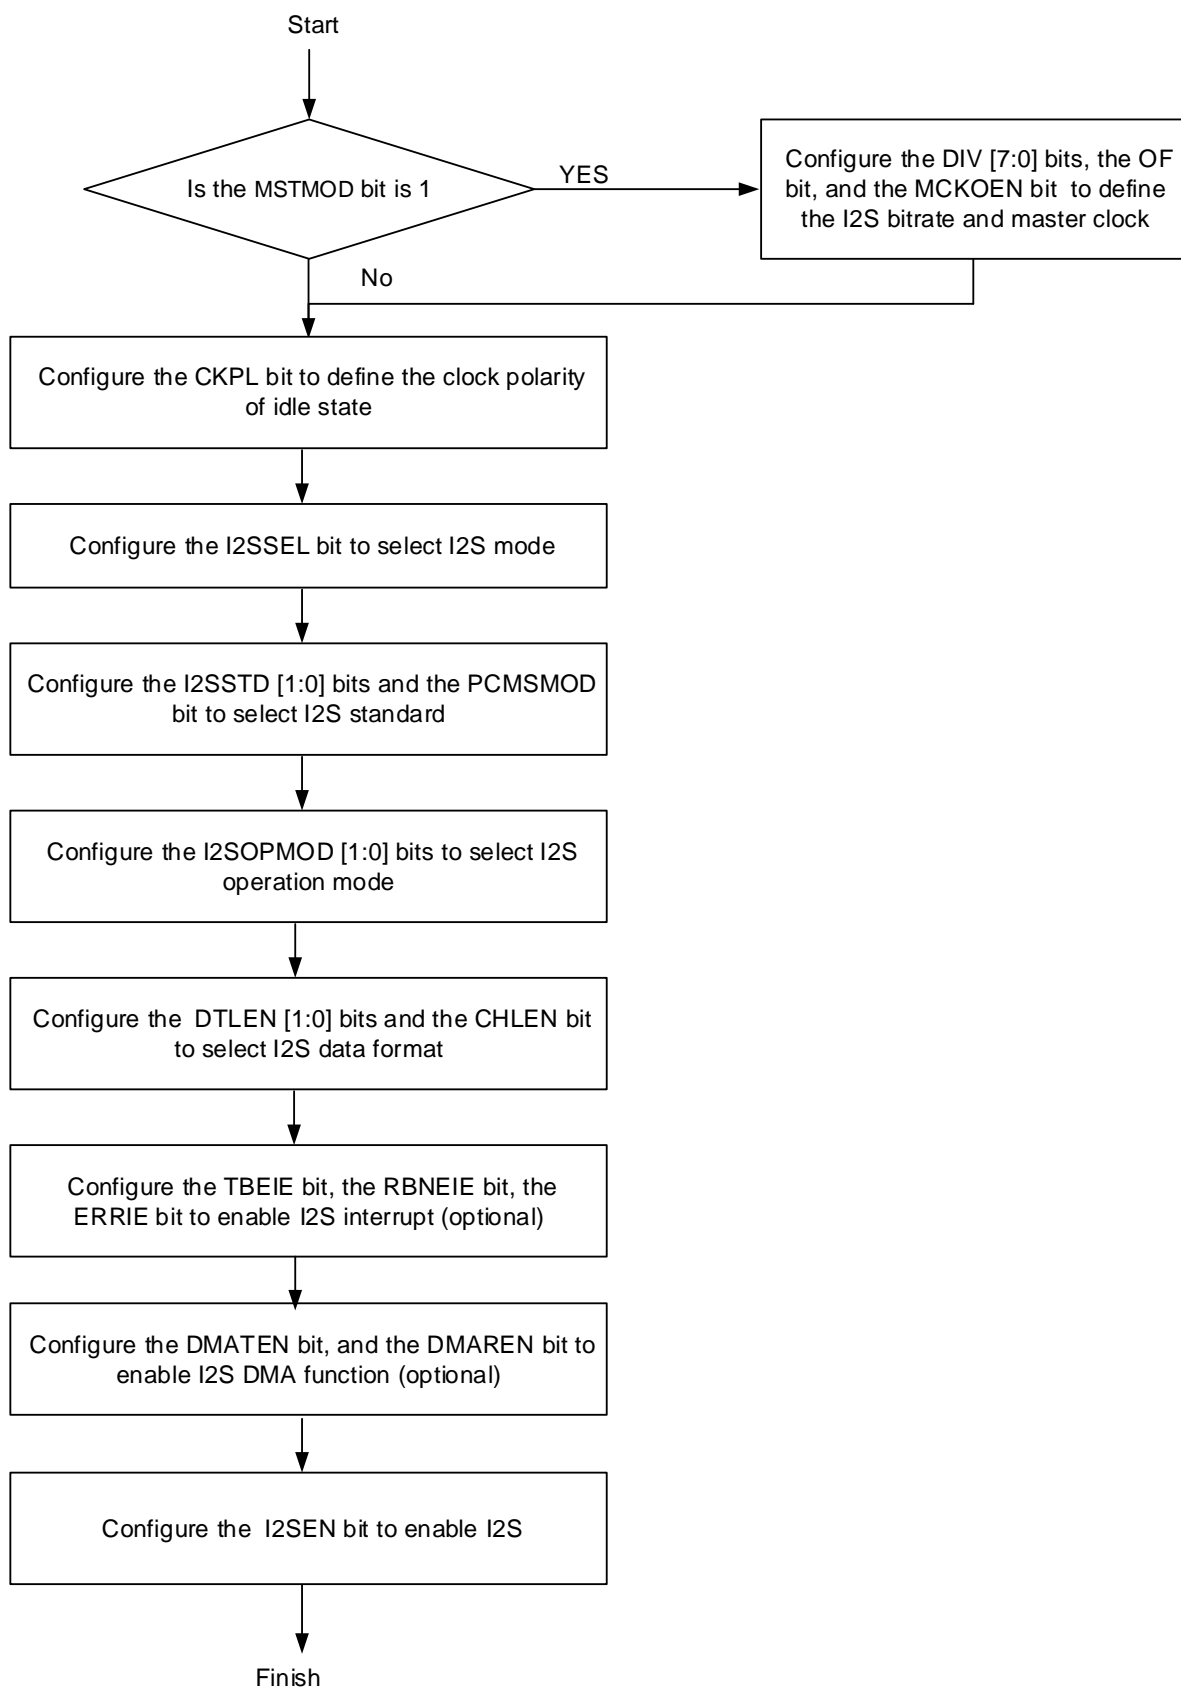 Start
Is the MSTMOD bit is 1
YES
Configure the DIV [7:0] bits, the OF
bit, and the MCKOEN bit to define
the I2S bitrate and master clock
No
Configure the CKPL bit to define the clock polarity
of idle state
Configure the I2SSEL bit to select I2S mode
Configure the I2SSTD [1:0] bits and the PCMSMOD
bit to select I2S standard
Configure the I2SOPMOD [1:0] bits to select I2S
operation mode
Configure the DTLEN [1:0] bits and the CHLEN bit
to select I2S data format
Configure the TBEIE bit, the RBNEIE bit, the
ERRIE bit to enable I2S interrupt (optional)
Configure the DMATEN bit, and the DMAREN bit to
enable I2S DMA function (optional)
Configure the I2SEN bit to enable I2S
Finish